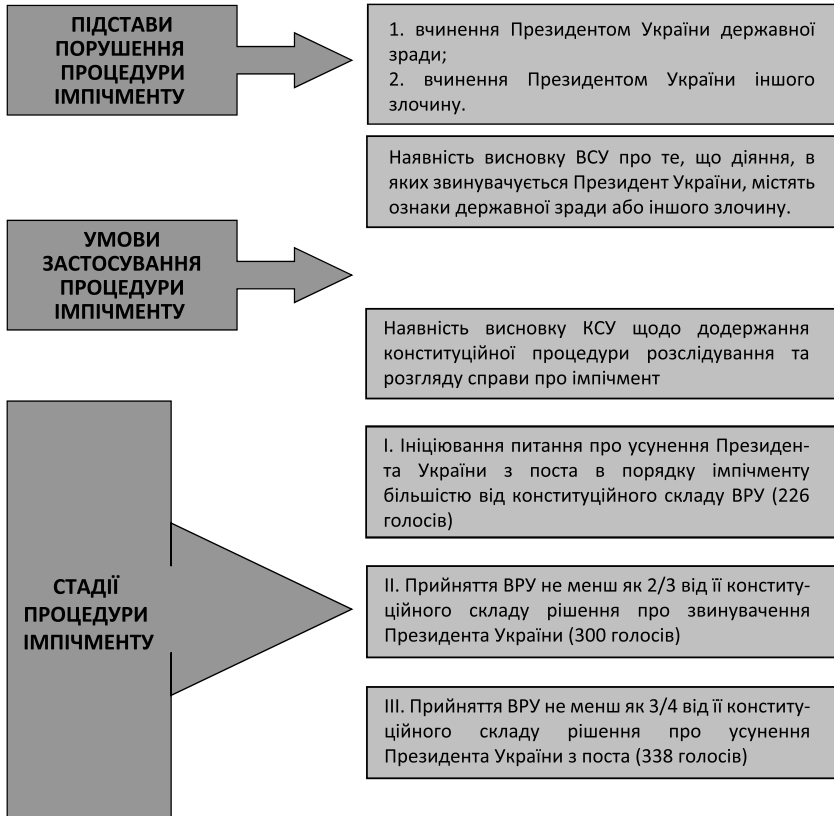 ПІДСТАВИ
ПОРУШЕННЯ
ПРОЦЕДУРИ
ІМПІЧМЕНТУ
1. вчинення Президентом України державної
зради;
2. вчинення Президентом України іншого
злочину.
Наявність висновку ВСУ про те, що діяння, в
яких звинувачується Президент України, містять
ознаки державної зради або іншого злочину.
УМОВИ
ЗАСТОСУВАННЯ
ПРОЦЕДУРИ
ІМПІЧМЕНТУ
Наявність висновку КСУ щодо додержання
конституційної процедури розслідування та
розгляду справи про імпічмент
СТАДІЇ
ПРОЦЕДУРИ
ІМПІЧМЕНТУ
І. Ініціювання питання про усунення Президен-
та України з поста в порядку імпічменту
більшістю від конституційного складу ВРУ (226
голосів)
ІІ. Прийняття ВРУ не менш як 2/3 від її конститу-
ційного складу рішення про звинувачення
Президента України (300 голосів)
ІІІ. Прийняття ВРУ не менш як 3/4 від її конститу-
ційного складу рішення про усунення
Президента України з поста (338 голосів)